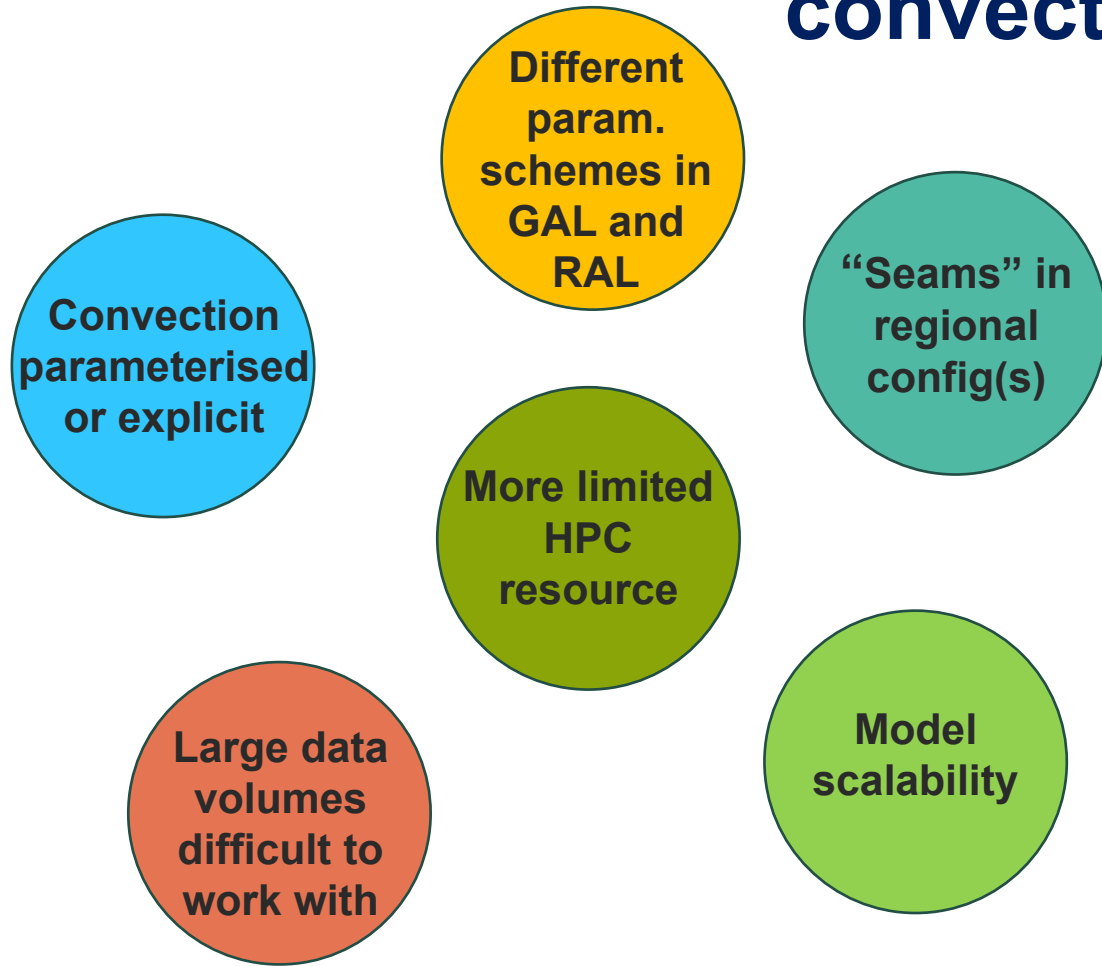 convect
Different
param.
schemes in
GAL and
RAL
“Seams” in
regional
config(s)
Convection
parameterised
or explicit
More limited
HPC
resource
Model
scalability
Large data
volumes
difficult to
work with